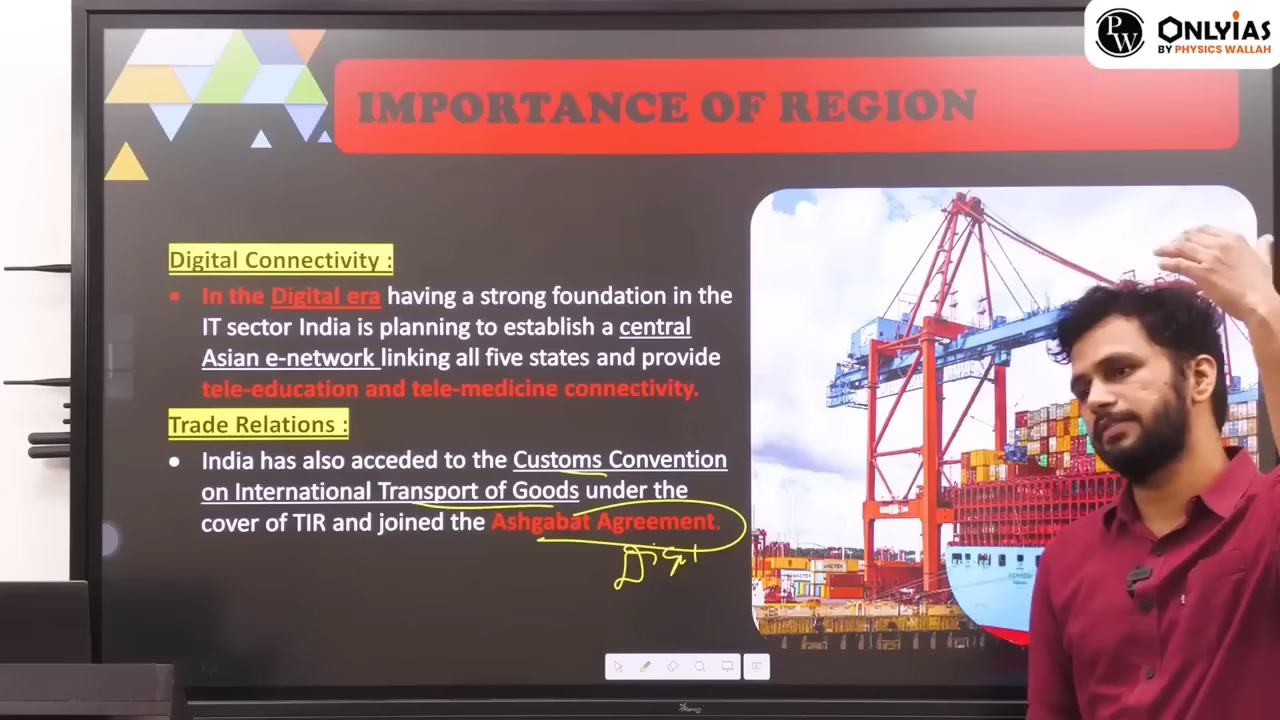 PW ONLYIAS
BY PHYSICS WALLAH
IMPORTANCE OF REGION
Digital Connectivity :
▪ In the Digital era having a strong foundation in the
IT sector India is planning to establish a central
Asian e-network linking all five states and provide
tele-education and tele-medicine connectivity.
Trade Relations :
● India has also acceded to the Customs Convention
on International Transport of Goods under the
cover of TIR and joined the Ashgabat Agreement.
MAERSK